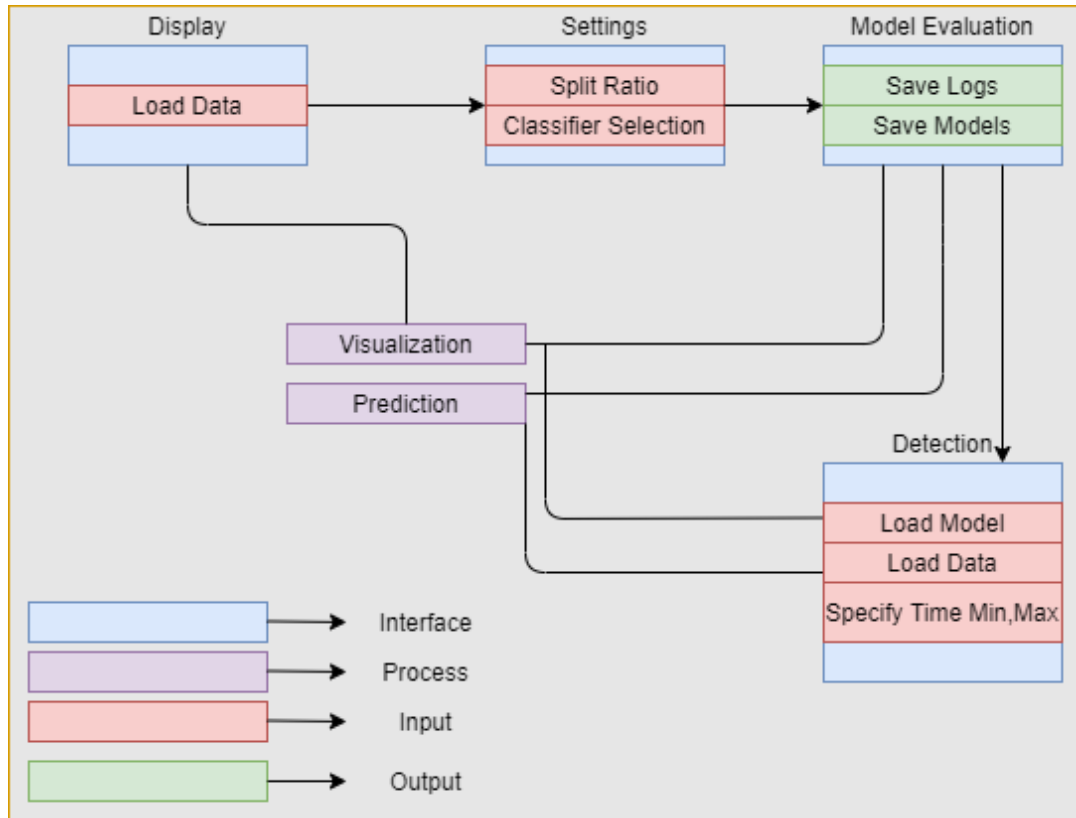 Display
Settings
Model Evaluation
Load Data
Split Ratio
Classifier Selection
Save Logs
Save Models
Visualization
Prediction
Detection
Load Model
Load Data
Specify Time Min,Max
Interface
Process
Input
Output